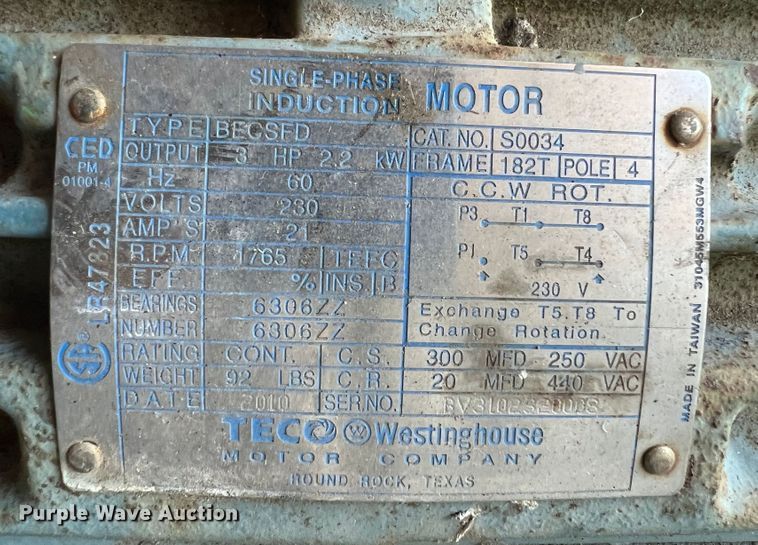 SINGLE-PHASE
INDUCTION MOTOR
TYPE BECSFD CAT. NO. S0034
OUTPUT 3 HP 2.2 kW FRAME 182T POLE 4
Hz 60 C.C.W ROT.
VOLTS 230 P3 T1 T8
AMP'S 21
R.P.M. 1765 TEFC P1 T5 T4
EFF % INS. B 230 V
BEARINGS 6306ZZ Exchange T5.T8 To
NUMBER 6306ZZ Change Rotation.
RATING CONT. C.S. 300 MFD 250 VAC
WEIGHT 92 LBS C.R. 20 MFD 440 VAC
DATE 2010 SER.NO.
TECO Westinghouse
MOTOR COMPANY
ROUND ROCK, TEXAS
CED
PM
01001-4
LR47823
SA
MADE IN TAIWAN 31045M553MGW4
Purple Wave Auction